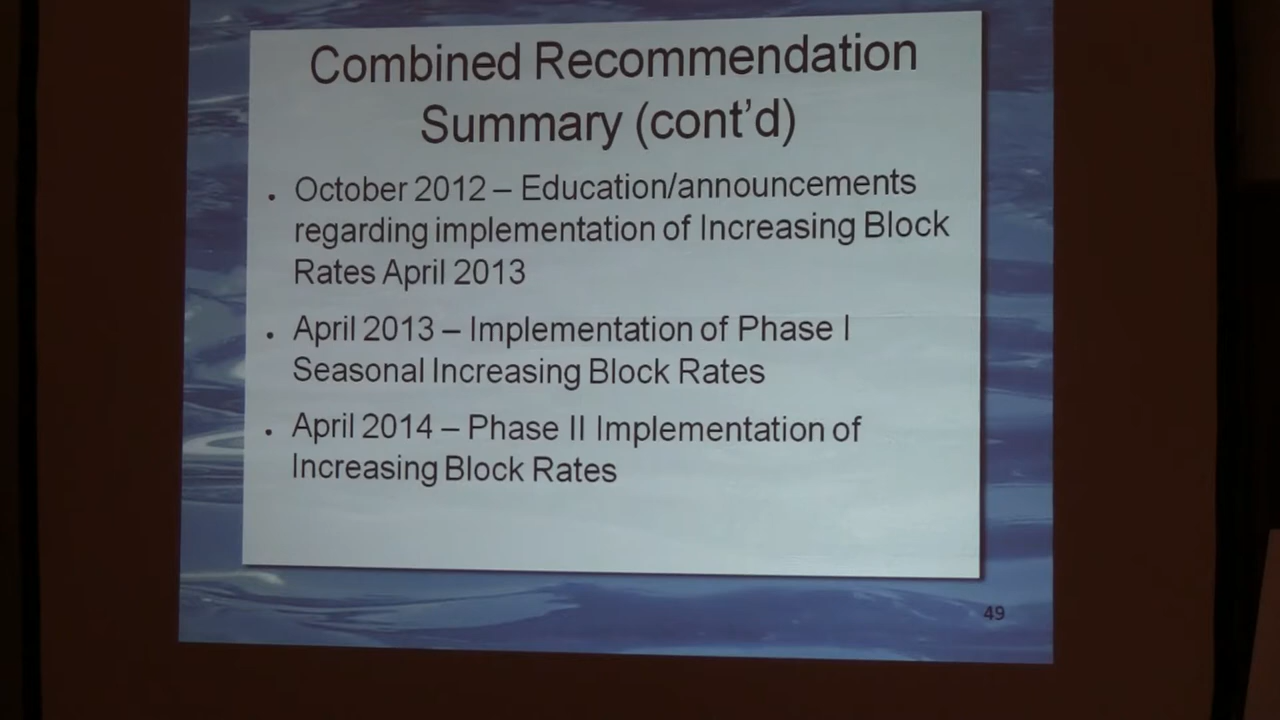 Combined Recommendation
Summary (cont'd)
• October 2012 – Education/announcements
regarding implementation of Increasing Block
Rates April 2013
• April 2013 – Implementation of Phase I
Seasonal Increasing Block Rates
• April 2014 – Phase II Implementation of
Increasing Block Rates
49